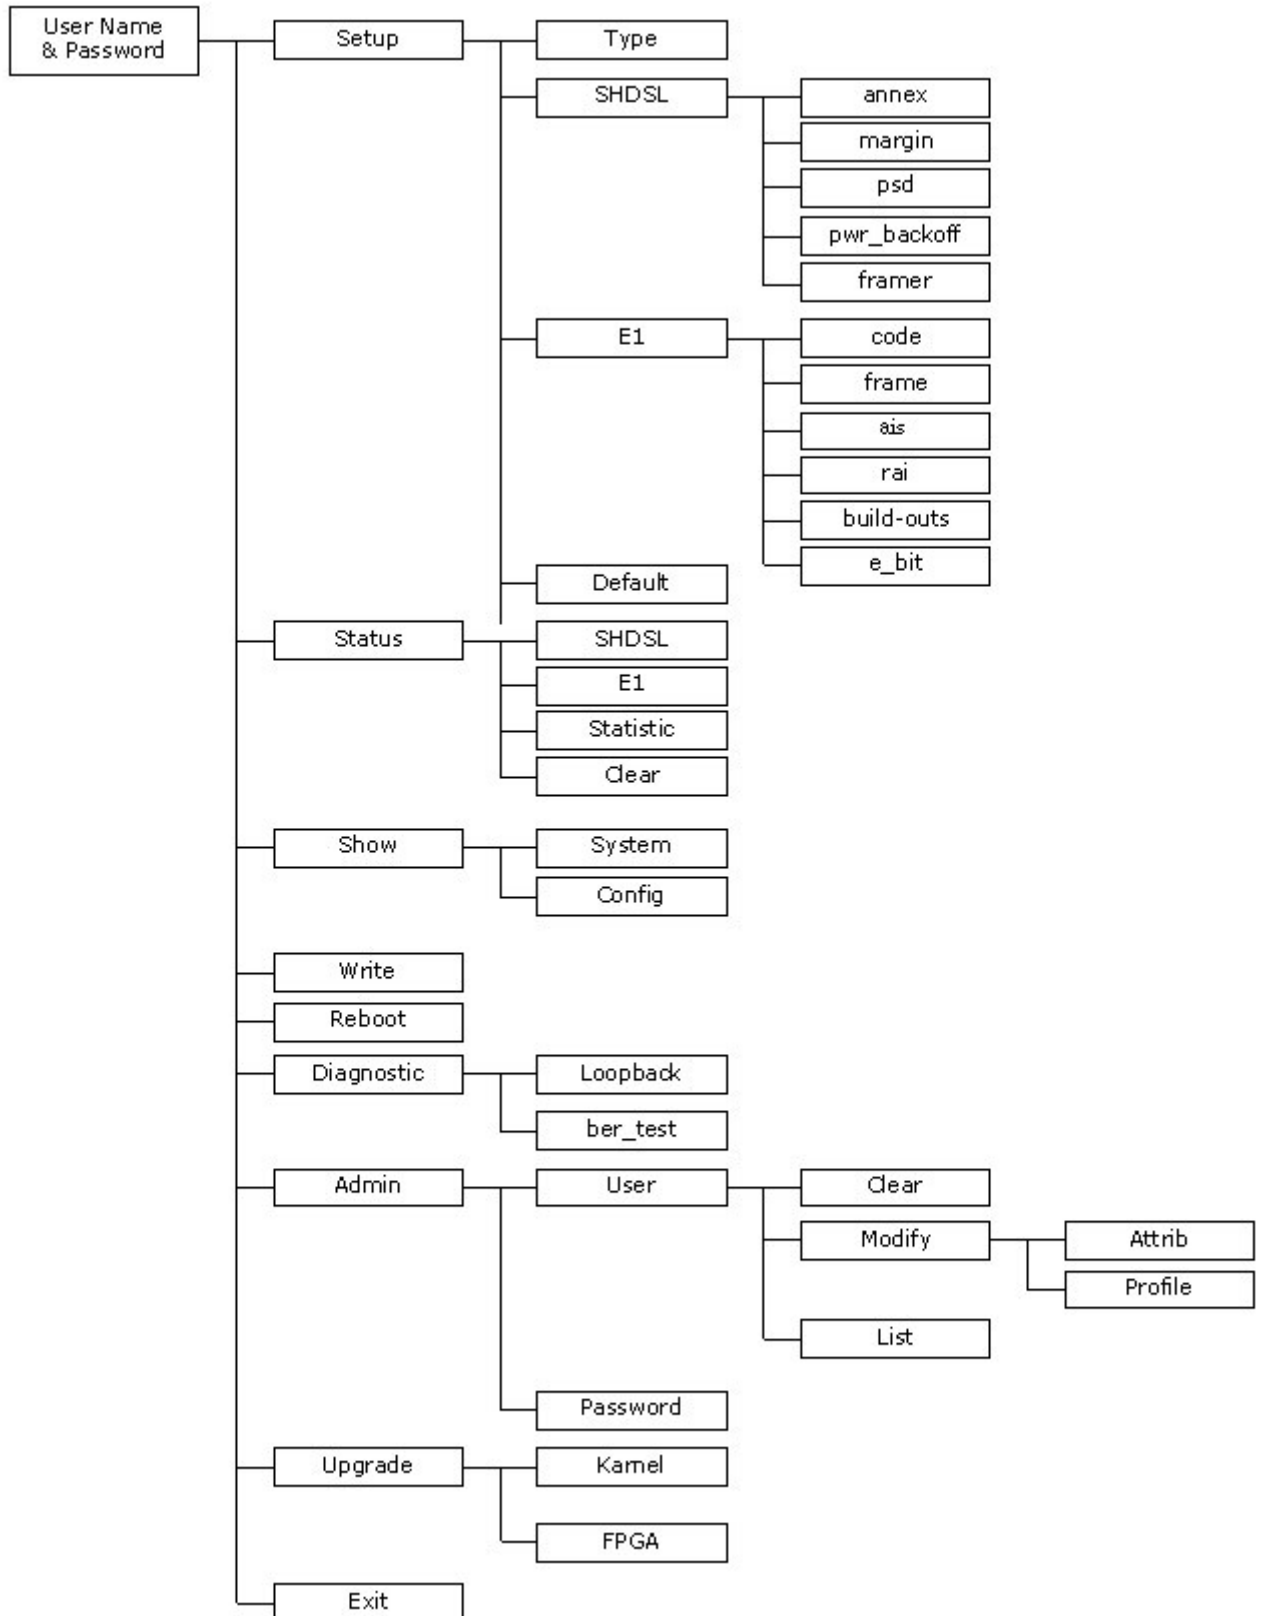 User Name
& Password
Setup
Type
SHDSL
annex
margin
psd
pwr_backoff
framer
E1
code
frame
ais
rai
build-outs
e_bit
Default
Status
SHDSL
E1
Statistic
Clear
Show
System
Config
Write
Reboot
Diagnostic
Loopback
ber_test
Admin
User
Clear
Modify
Attrib
Profile
List
Password
Upgrade
Karnel
FPGA
Exit